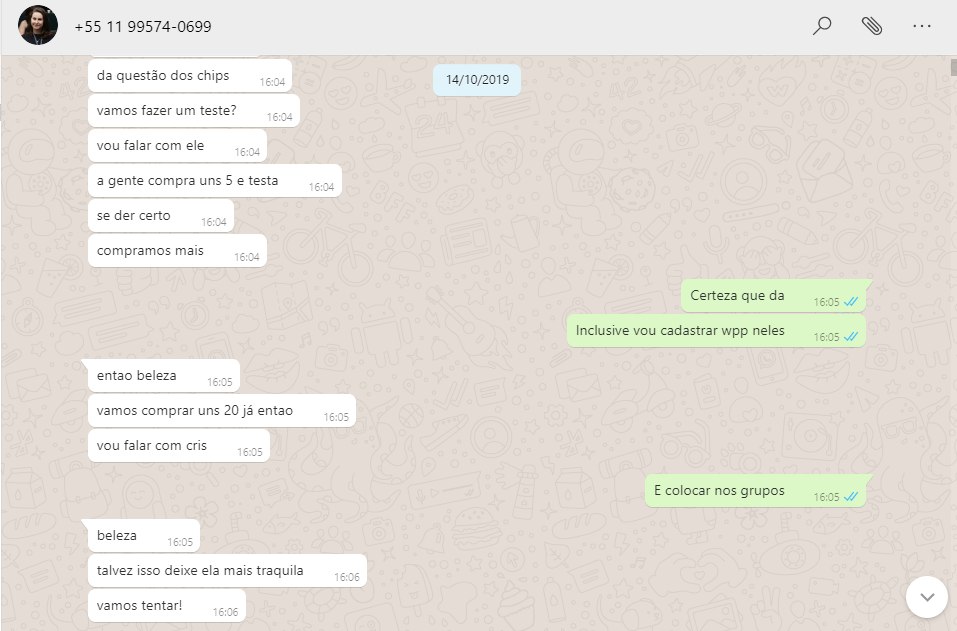 +55 11 99574-0699
14/10/2019
da questão dos chips 16:04
vamos fazer um teste? 16:04
vou falar com ele 16:04
a gente compra uns 5 e testa 16:04
se der certo 16:04
compramos mais 16:04
Certeza que da 16:05
Inclusive vou cadastrar wpp neles 16:05
entao beleza 16:05
vamos comprar uns 20 já entao 16:05
vou falar com cris 16:05
E colocar nos grupos 16:05
beleza 16:05
talvez isso deixe ela mais traquila 16:06
vamos tentar! 16:06